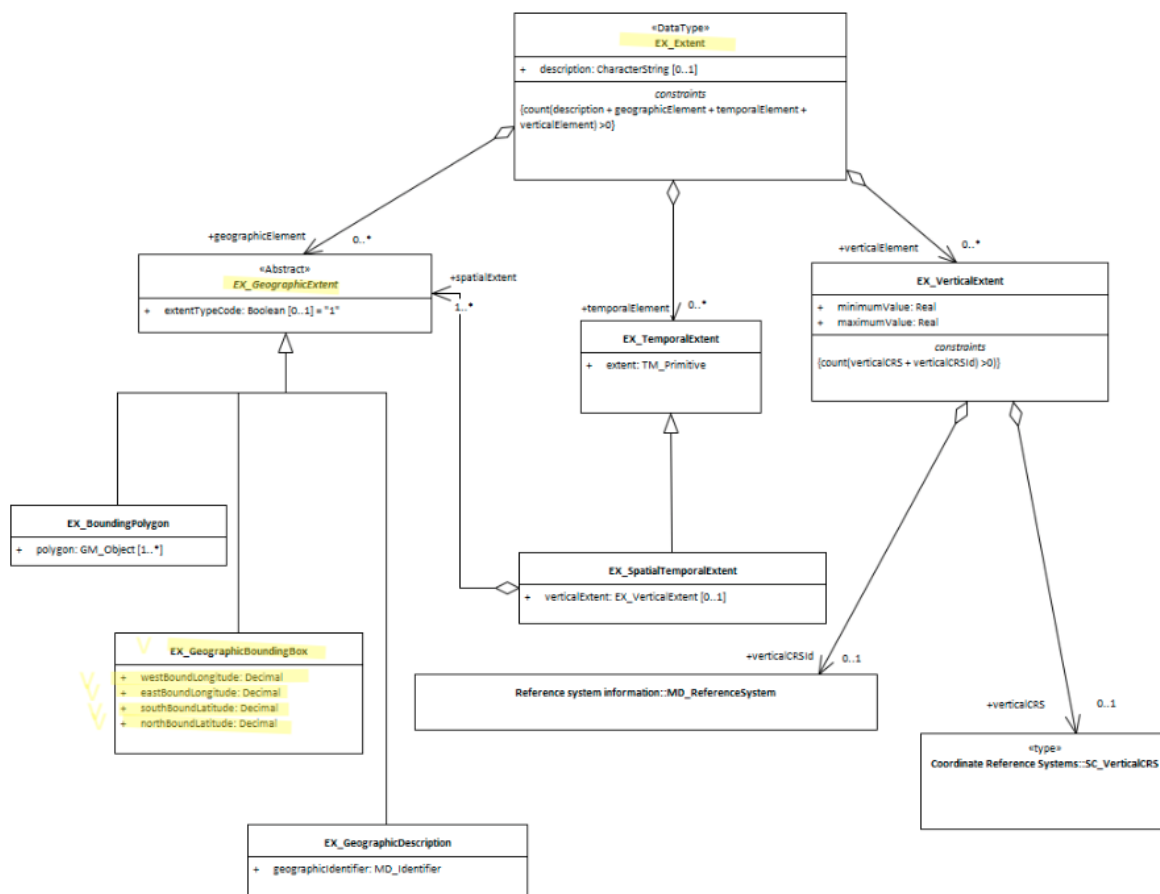 «DataType»
EX_Extent
+ description: CharacterString [0..1]
constraints
{count(description + geographicElement + temporalElement +
verticalElement) >0}
+geographicElement
0..*
+verticalElement
0..*
«Abstract»
EX_GeographicExtent
+ extentTypeCode: Boolean [0..1] = "1"
+spatialExtent
1..*
+temporalElement
0..*
EX_VerticalExtent
+ minimumValue: Real
+ maximumValue: Real
constraints
{count(verticalCRS + verticalCRSId) >0)}
EX_TemporalExtent
+ extent: TM_Primitive
EX_BoundingPolygon
+ polygon: GM_Object [1..*]
EX_SpatialTemporalExtent
+ verticalExtent: EX_VerticalExtent [0..1]
EX_GeographicBoundingBox
+ westBoundLongitude: Decimal
+ eastBoundLongitude: Decimal
+ southBoundLatitude: Decimal
+ northBoundLatitude: Decimal
+verticalCRSId
0..1
Reference system information::MD_ReferenceSystem
+verticalCRS
0..1
«type»
Coordinate Reference Systems::SC_VerticalCRS
EX_GeographicDescription
+ geographicIdentifier: MD_Identifier